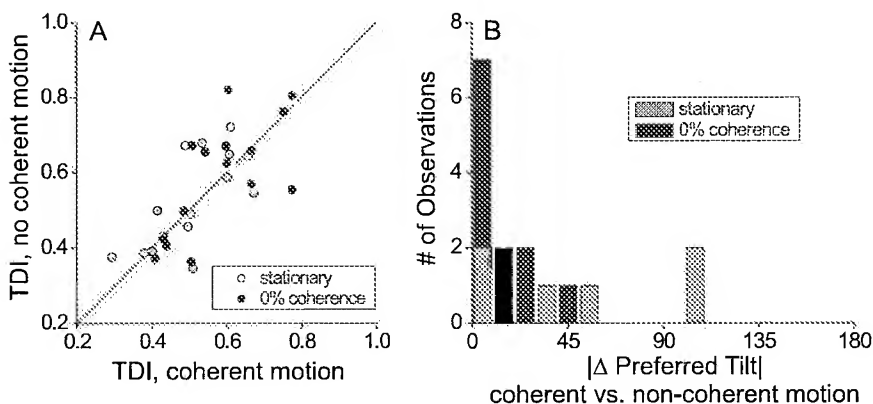 A
TDI, no coherent motion
1.0
0.8
0.6
0.4
0.2
stationary
0% coherence
0.2 0.4 0.6 0.8 1.0
TDI, coherent motion
B
# of Observations
8
6
4
2
0
stationary
0% coherence
0 45 90 135 180
|Δ Preferred Tilt|
coherent vs. non-coherent motion